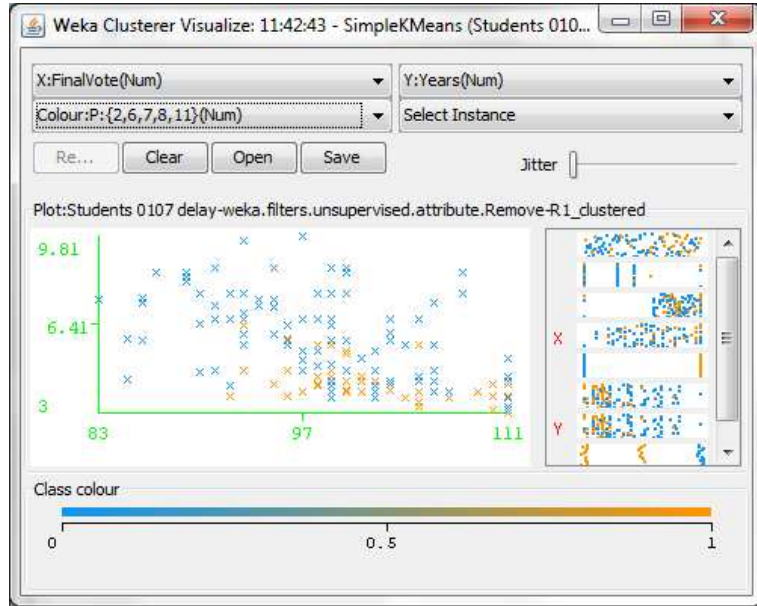 Weka Clusterer Visualize: 11:42:43 - SimpleKMeans (Students 010...
X:FinalVote(Num)
Y:Years(Num)
Colour:P:{2,6,7,8,11}(Num)
Select Instance
Re...
Clear
Open
Save
Jitter
Plot:Students 0107 delay-weka.filters.unsupervised.attribute.Remove-R1_clustered
9.81
6.41
3
83
97
111
X
Y
Class colour
0
0.5
1